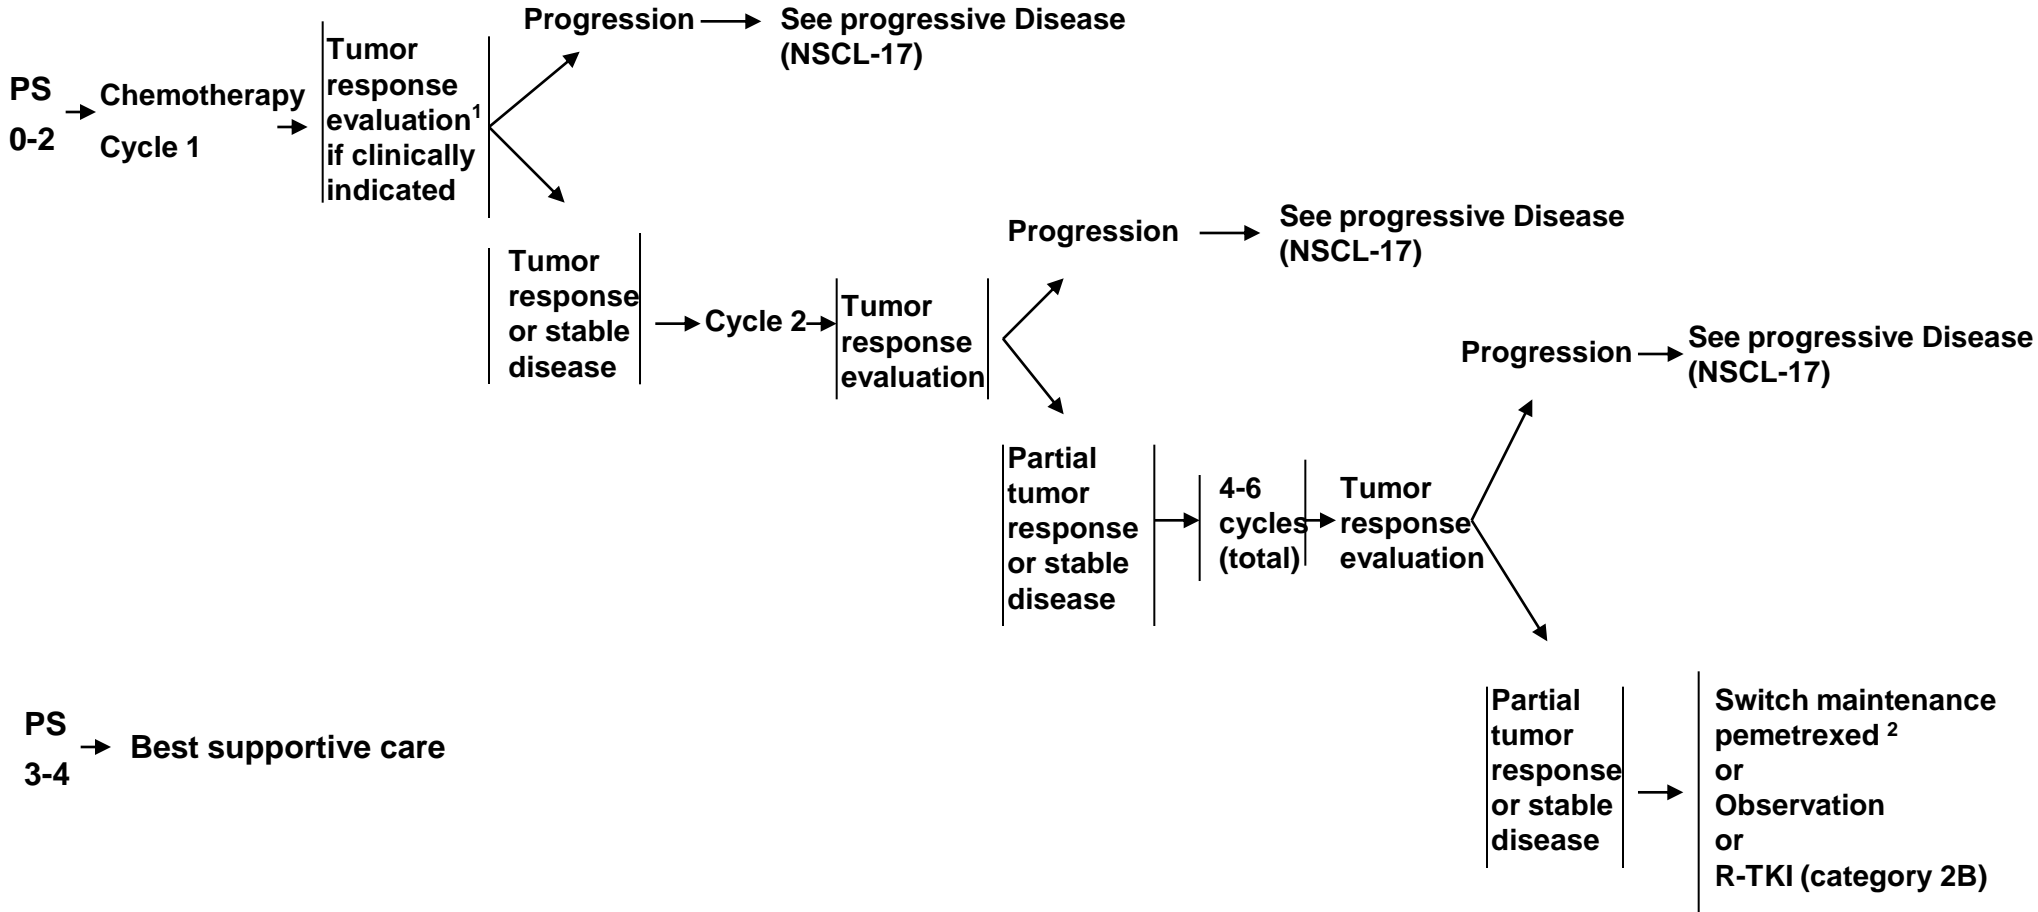 Progression
See progressive Disease
(NSCL-17)
PS
0-2
Chemotherapy
Cycle 1
Tumor
response
evaluation1
if clinically
indicated
Tumor
response
or stable
disease
Cycle 2
Tumor
response
evaluation
Progression
See progressive Disease
(NSCL-17)
Partial
tumor
response
or stable
disease
4-6
cycles
(total)
Tumor
response
evaluation
Progression
See progressive Disease
(NSCL-17)
Partial
tumor
response
or stable
disease
Switch maintenance
pemetrexed 2
or
Observation
or
R-TKI (category 2B)
PS
3-4
Best supportive care